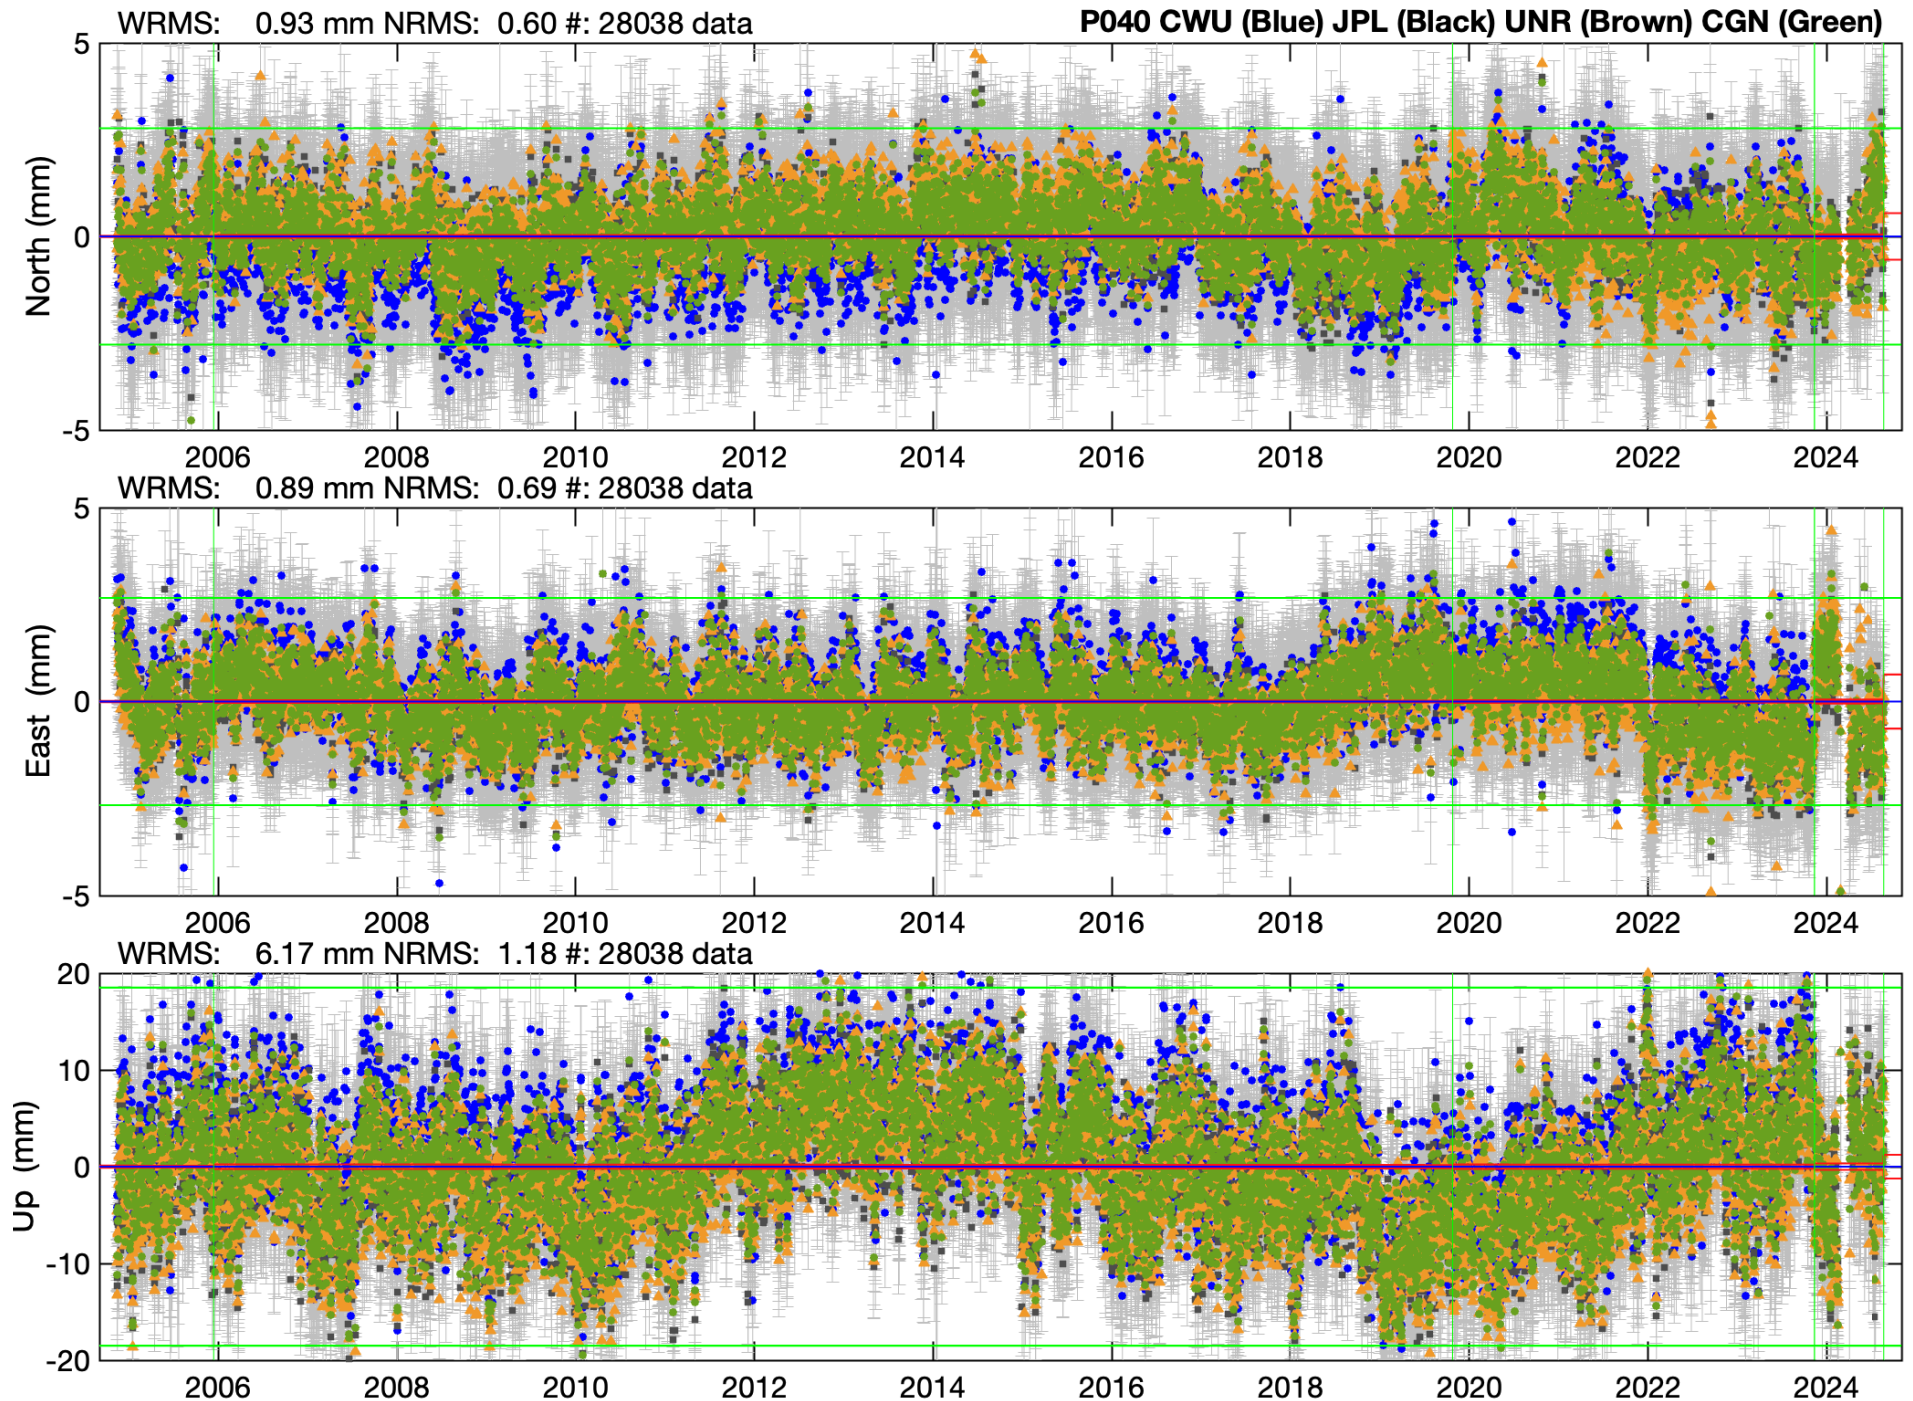 WRMS: 0.93 mm NRMS: 0.60 #: 28038 data P040 CWU (Blue) JPL (Black) UNR (Brown) CGN (Green)
5
0
-5
North (mm)
2006 2008 2010 2012 2014 2016 2018 2020 2022 2024
WRMS: 0.89 mm NRMS: 0.69 #: 28038 data
5
0
-5
East (mm)
2006 2008 2010 2012 2014 2016 2018 2020 2022 2024
WRMS: 6.17 mm NRMS: 1.18 #: 28038 data
20
10
0
-10
-20
Up (mm)
2006 2008 2010 2012 2014 2016 2018 2020 2022 2024